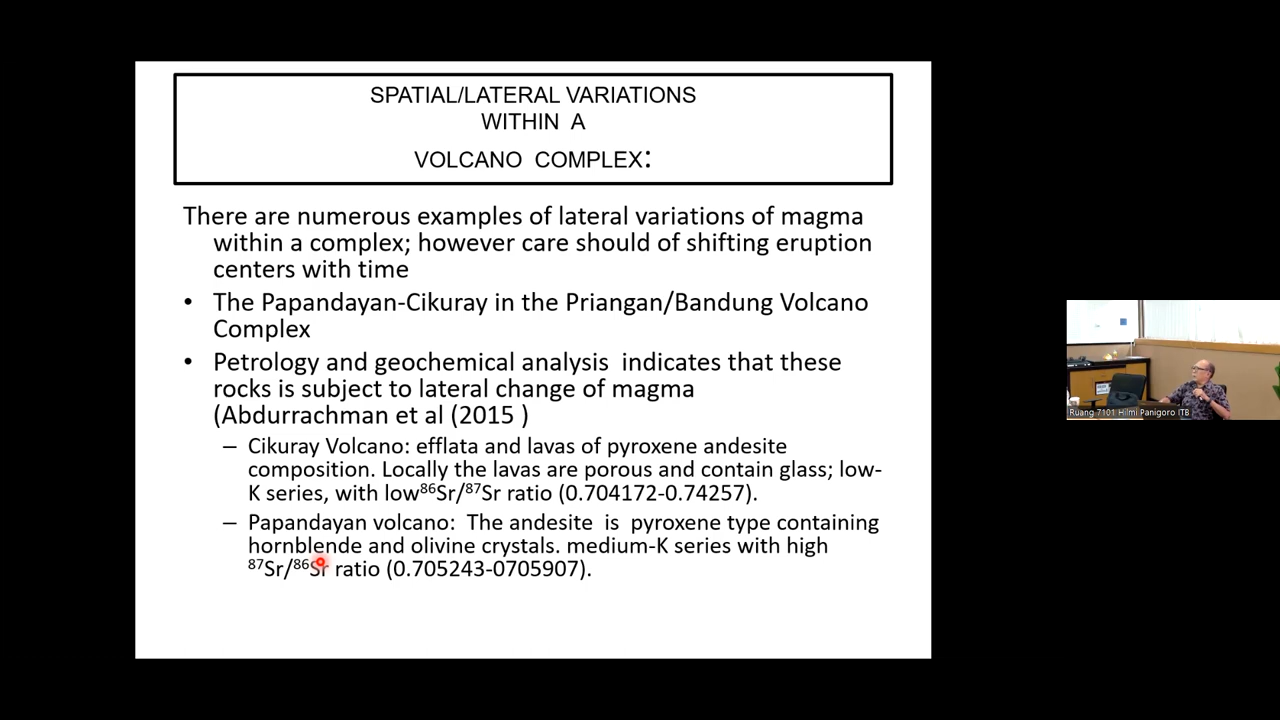 SPATIAL/LATERAL VARIATIONS
WITHIN A
VOLCANO COMPLEX:
There are numerous examples of lateral variations of magma
within a complex; however care should of shifting eruption
centers with time
• The Papandayan-Cikuray in the Priangan/Bandung Volcano
Complex
• Petrology and geochemical analysis indicates that these
rocks is subject to lateral change of magma
(Abdurrachman et al (2015 )
– Cikuray Volcano: efflata and lavas of pyroxene andesite
composition. Locally the lavas are porous and contain glass; low-
K series, with low⁸⁶Sr/⁸⁷Sr ratio (0.704172-0.74257).
– Papandayan volcano: The andesite is pyroxene type containing
hornblende and olivine crystals. medium-K series with high
⁸⁷Sr/⁸⁶Sr ratio (0.705243-0705907).
Ruang 7101 Hilmi Panigoro ITB